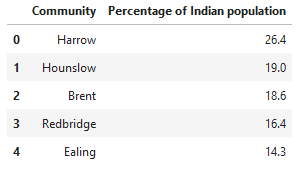 Community Percentage of Indian population
0 Harrow 26.4
1 Hounslow 19.0
2 Brent 18.6
3 Redbridge 16.4
4 Ealing 14.3